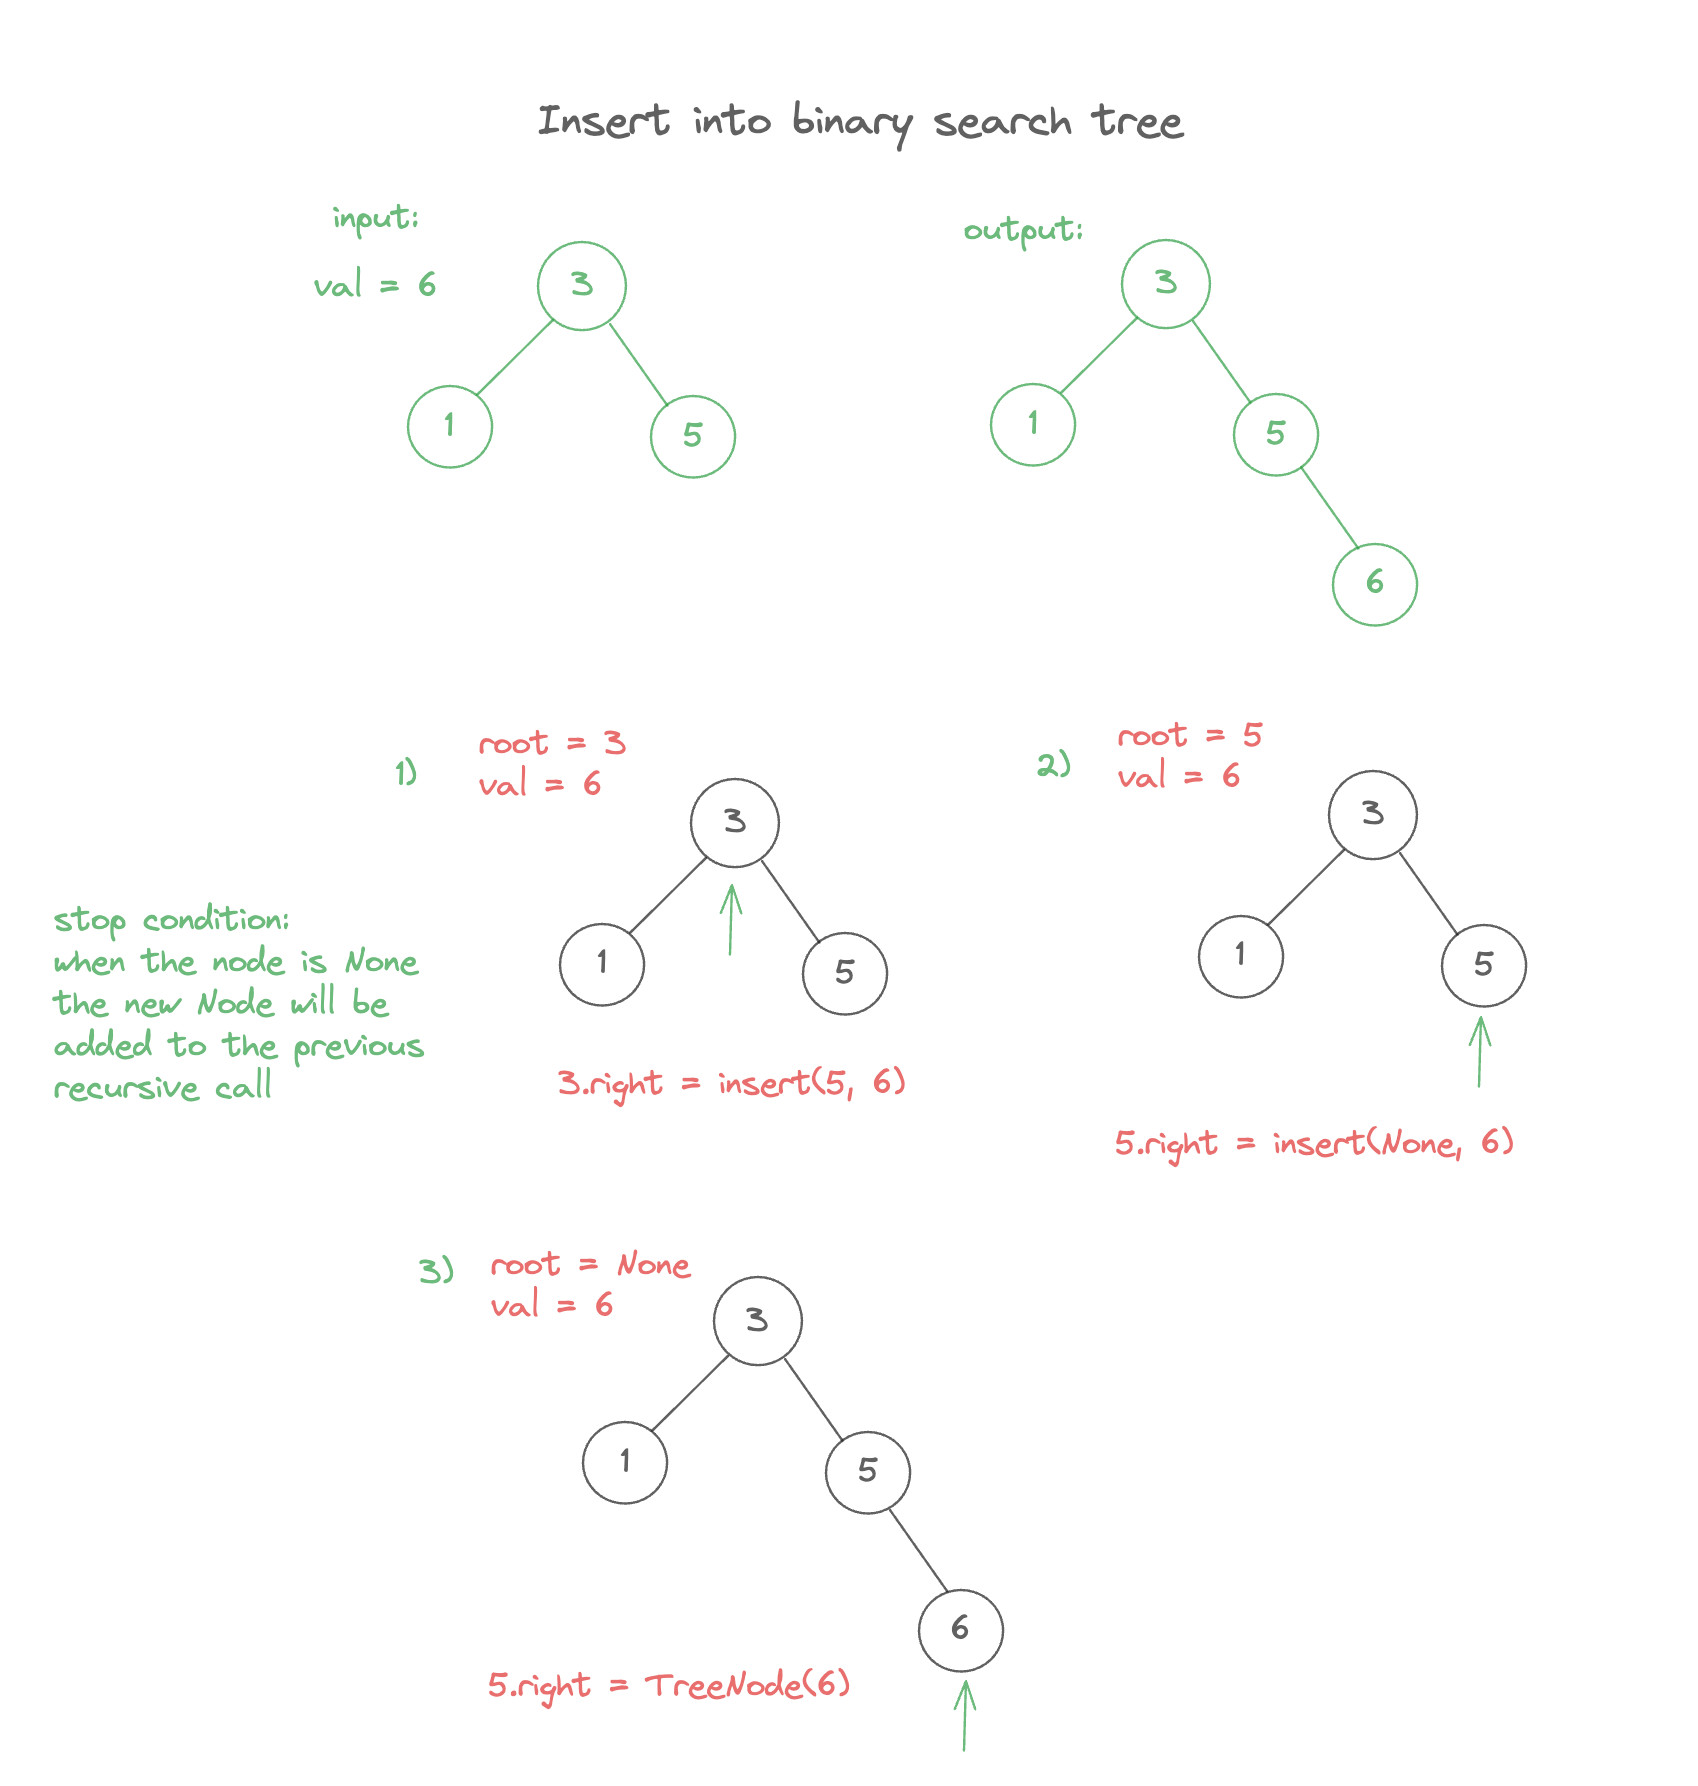 Insert into binary search tree
input:
val = 6
3
1
5
output:
3
1
5
6
1)
root = 3
val = 6
3
1
5
3.right = insert(5, 6)
2)
root = 5
val = 6
3
1
5
5.right = insert(None, 6)
stop condition:
when the node is None
the new Node will be
added to the previous
recursive call
3)
root = None
val = 6
3
1
5
6
5.right = TreeNode(6)